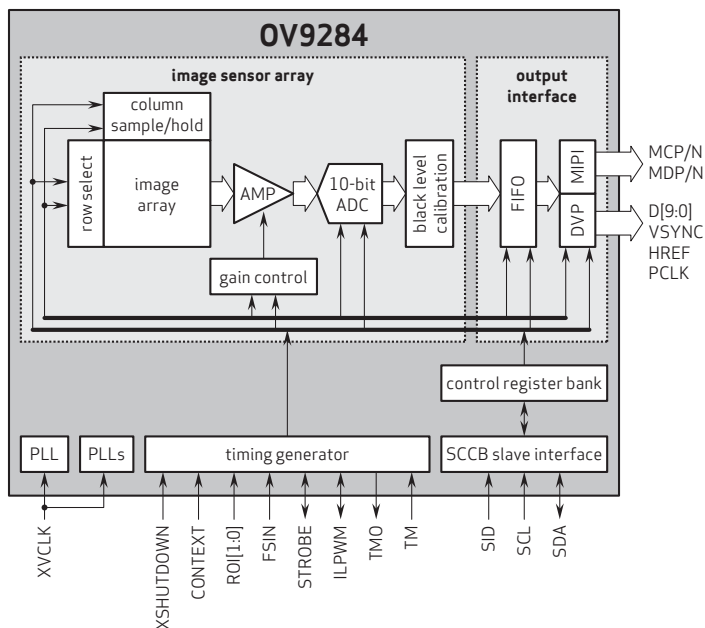 OV9284
image sensor array
output
interface
column
sample/hold
row select
image
array
AMP
10-bit
ADC
black level
calibration
FIFO
MIPI
DVP
MCP/N
MDP/N
D[9:0]
VSYNC
HREF
PCLK
gain control
control register bank
PLL
PLLs
timing generator
SCCB slave interface
XVCLK
XSHUTDOWN
CONTEXT
ROI[1:0]
FSIN
STROBE
ILPWM
TMO
TM
SID
SCL
SDA